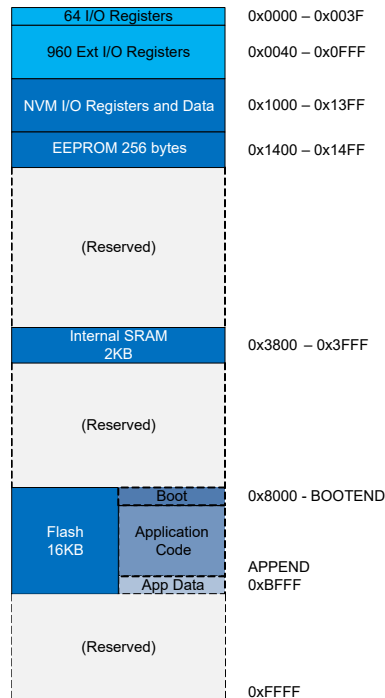 64 I/O Registers
0x0000 – 0x003F
960 Ext I/O Registers
0x0040 – 0x0FFF
NVM I/O Registers and Data
0x1000 – 0x13FF
EEPROM 256 bytes
0x1400 – 0x14FF
(Reserved)
Internal SRAM
2KB
0x3800 – 0x3FFF
(Reserved)
Boot
0x8000 - BOOTEND
Flash
16KB
Application
Code
APPEND
App Data
0xBFFF
(Reserved)
0xFFFF